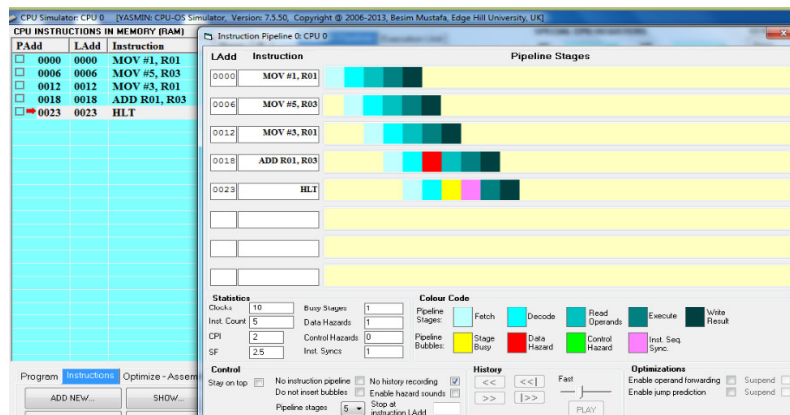 CPU Simulator: CPU 0 [YASMIN: CPU-OS Simulator, Version: 7.5.50, Copyright @ 2006-2013, Besim Mustafa, Edge Hill University, UK]
CPU INSTRUCTIONS IN MEMORY (RAM)
PAdd LAdd Instruction
0000 0000 MOV #1, R01
0006 0006 MOV #5, R03
0012 0012 MOV #3, R01
0018 0018 ADD R01, R03
0023 0023 HLT
Instruction Pipeline 0: CPU 0
LAdd Instruction Pipeline Stages
0000 MOV #1, R01
0006 MOV #5, R03
0012 MOV #3, R01
0018 ADD R01, R03
0023 HLT
Statistics
Clocks 10 Busy Stages 1
Inst. Count 5 Data Hazards 1
CPI 2 Control Hazards 0
SF 2.5 Inst. Syncs 1
Colour Code
Pipeline Stages: Fetch Decode Read Operands Execute Write Result
Pipeline Bubbles: Stage Busy Data Hazard Control Hazard Inst. Seq. Sync.
Control
Stay on top No instruction pipeline No history recording
Do not insert bubbles Enable hazard sounds
Pipeline stages 5 Stop at instruction LAdd
History
<< <<| Fast
>> |>> PLAY
Optimizations
Enable operand forwarding Suspend
Enable jump prediction Suspend
Program Instructions Optimize - Assem
ADD NEW... SHOW...